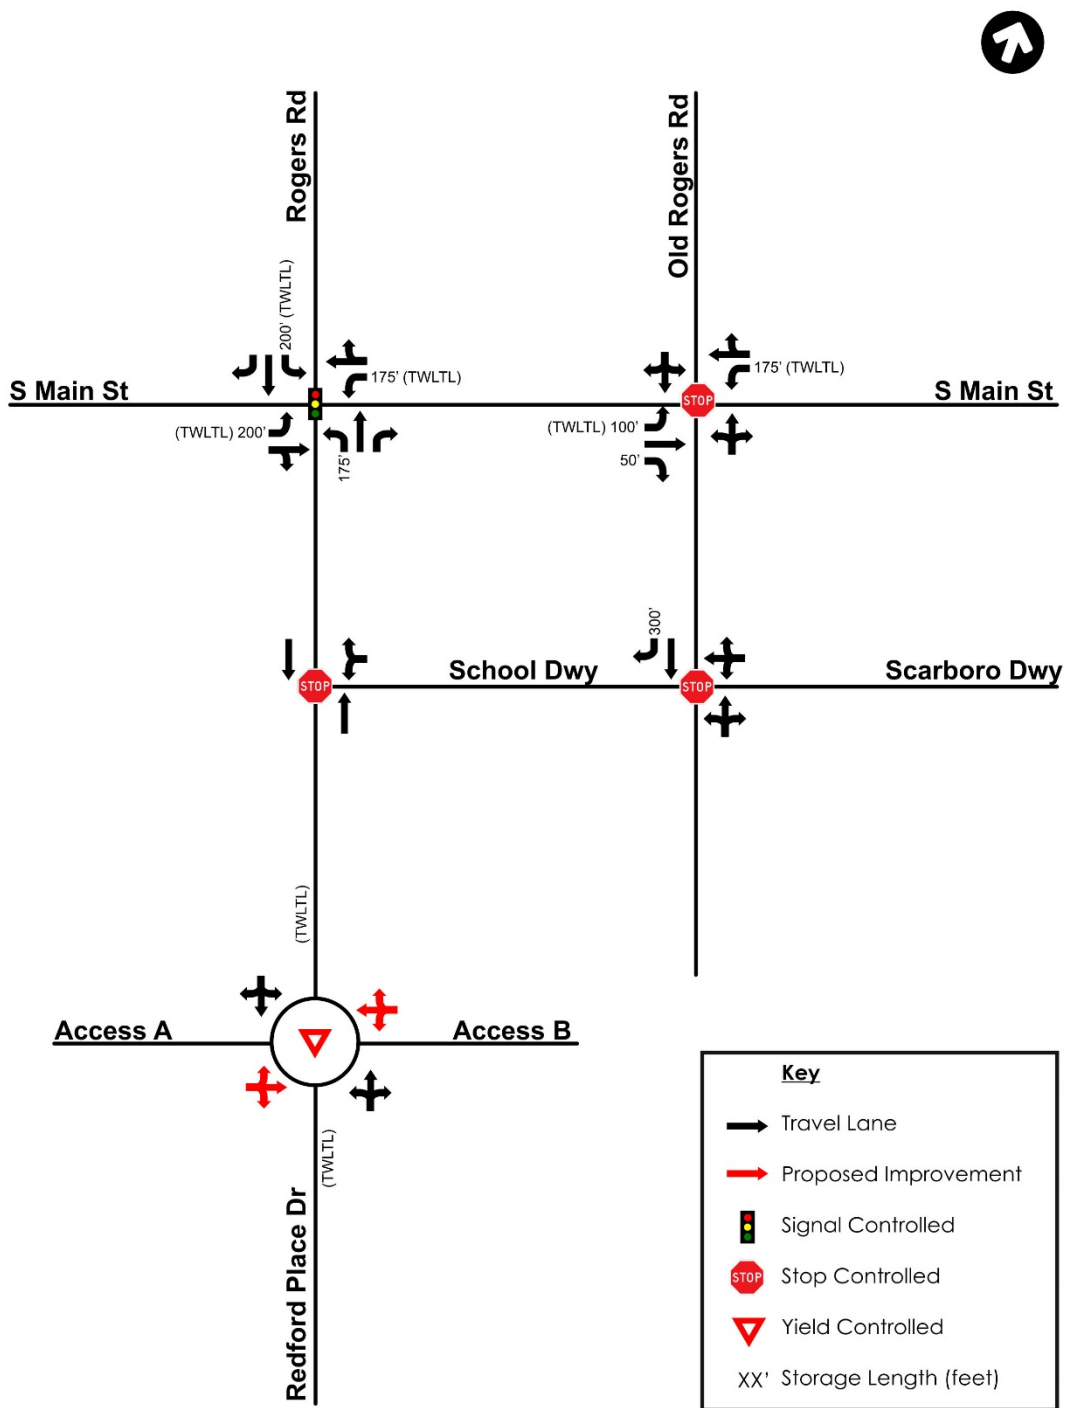 Rogers Rd
Old Rogers Rd
200' (TWLTL)
175' (TWLTL)
175' (TWLTL)
S Main St
S Main St
STOP
(TWLTL) 200'
175'
(TWLTL) 100'
50'
300'
School Dwy
Scarboro Dwy
STOP
STOP
(TWLTL)
Access A
Access B
(TWLTL)
Redford Place Dr
Key
Travel Lane
Proposed Improvement
Signal Controlled
STOP Stop Controlled
Yield Controlled
XX' Storage Length (feet)